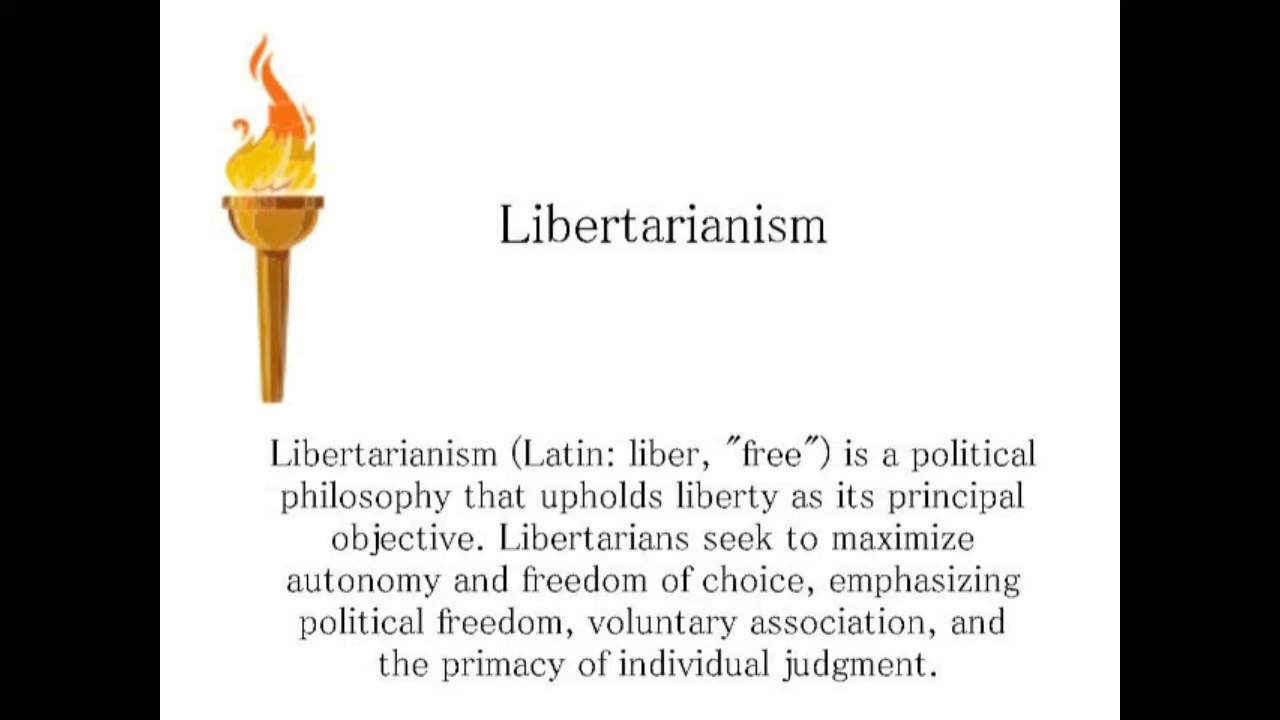 Libertarianism
Libertarianism (Latin: liber, "free") is a political
philosophy that upholds liberty as its principal
objective. Libertarians seek to maximize
autonomy and freedom of choice, emphasizing
political freedom, voluntary association, and
the primacy of individual judgment.